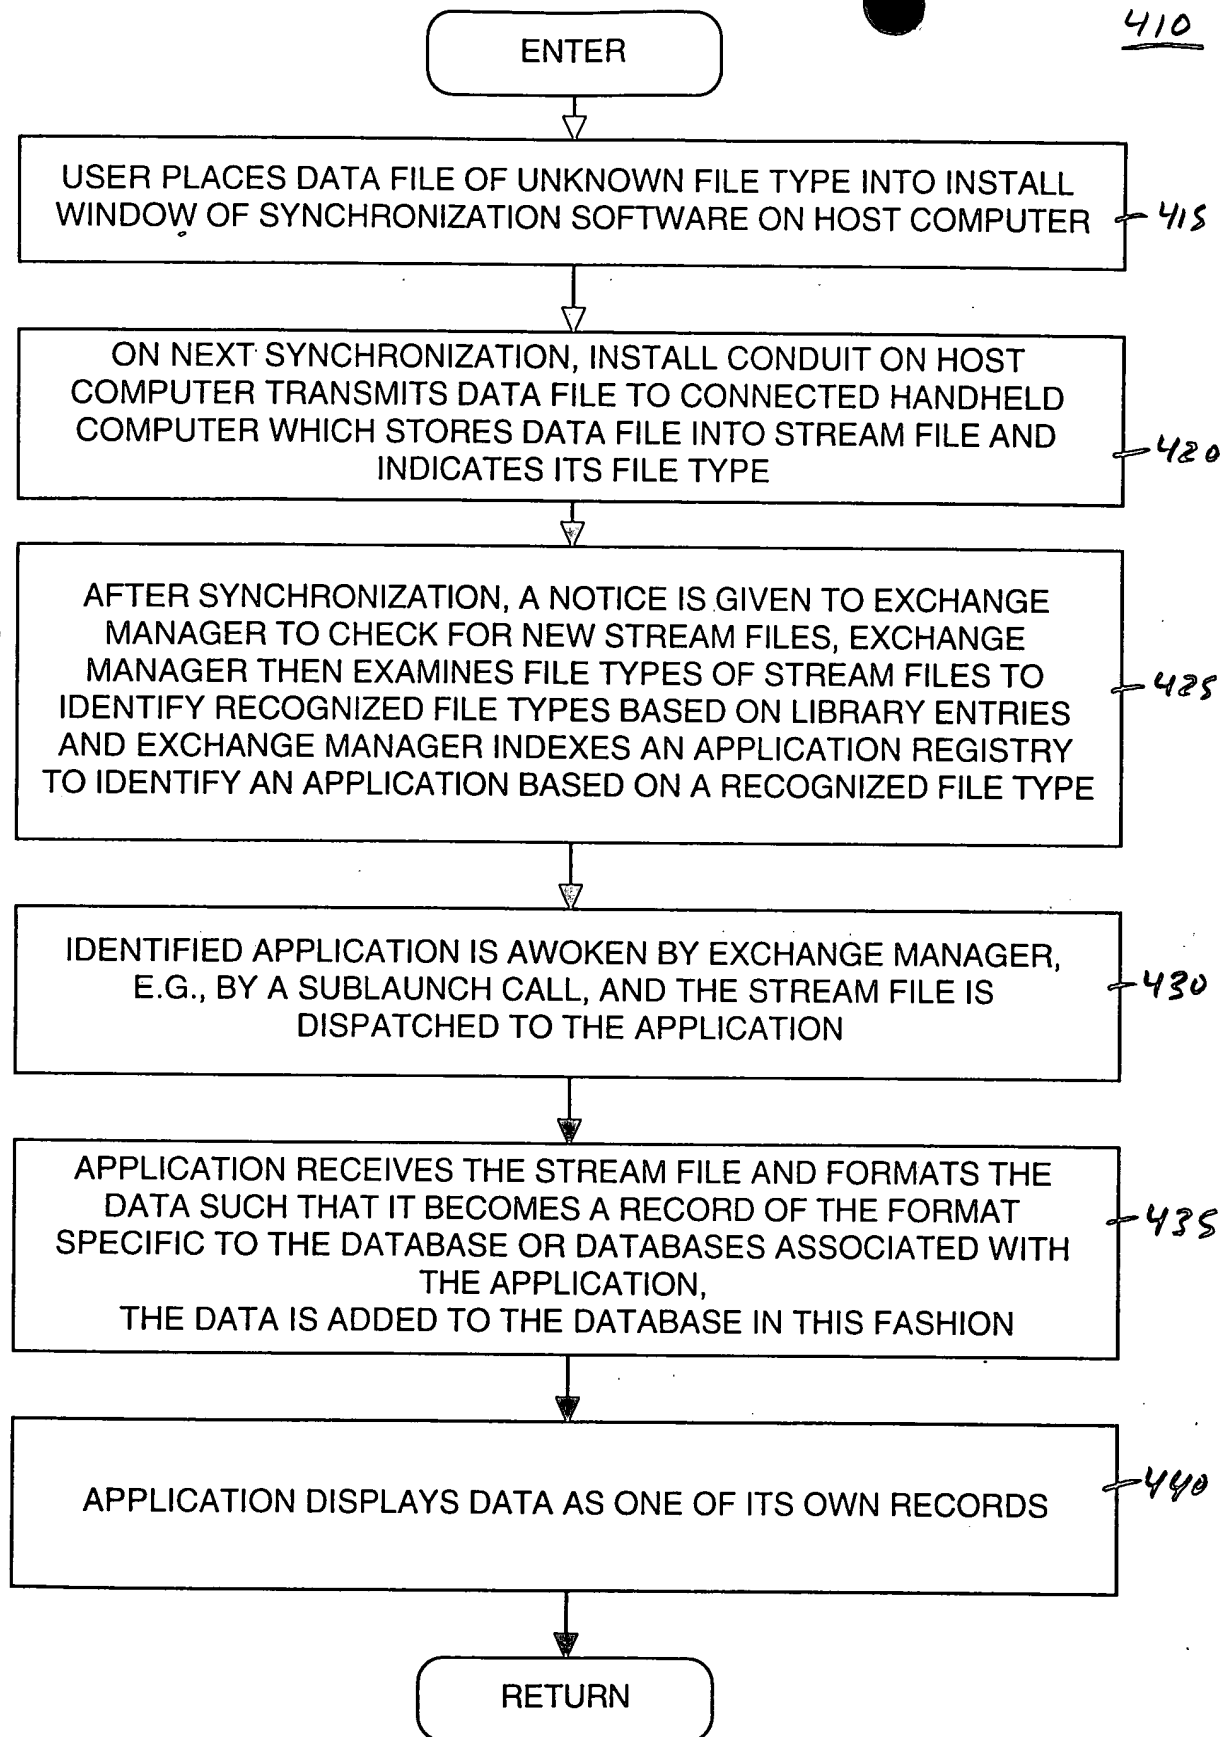 410
ENTER
USER PLACES DATA FILE OF UNKNOWN FILE TYPE INTO INSTALL
WINDOW OF SYNCHRONIZATION SOFTWARE ON HOST COMPUTER
415
ON NEXT SYNCHRONIZATION, INSTALL CONDUIT ON HOST
COMPUTER TRANSMITS DATA FILE TO CONNECTED HANDHELD
COMPUTER WHICH STORES DATA FILE INTO STREAM FILE AND
INDICATES ITS FILE TYPE
420
AFTER SYNCHRONIZATION, A NOTICE IS GIVEN TO EXCHANGE
MANAGER TO CHECK FOR NEW STREAM FILES, EXCHANGE
MANAGER THEN EXAMINES FILE TYPES OF STREAM FILES TO
IDENTIFY RECOGNIZED FILE TYPES BASED ON LIBRARY ENTRIES
AND EXCHANGE MANAGER INDEXES AN APPLICATION REGISTRY
TO IDENTIFY AN APPLICATION BASED ON A RECOGNIZED FILE TYPE
425
IDENTIFIED APPLICATION IS AWOKEN BY EXCHANGE MANAGER,
E.G., BY A SUBLAUNCH CALL, AND THE STREAM FILE IS
DISPATCHED TO THE APPLICATION
430
APPLICATION RECEIVES THE STREAM FILE AND FORMATS THE
DATA SUCH THAT IT BECOMES A RECORD OF THE FORMAT
SPECIFIC TO THE DATABASE OR DATABASES ASSOCIATED WITH
THE APPLICATION,
THE DATA IS ADDED TO THE DATABASE IN THIS FASHION
435
APPLICATION DISPLAYS DATA AS ONE OF ITS OWN RECORDS
440
RETURN